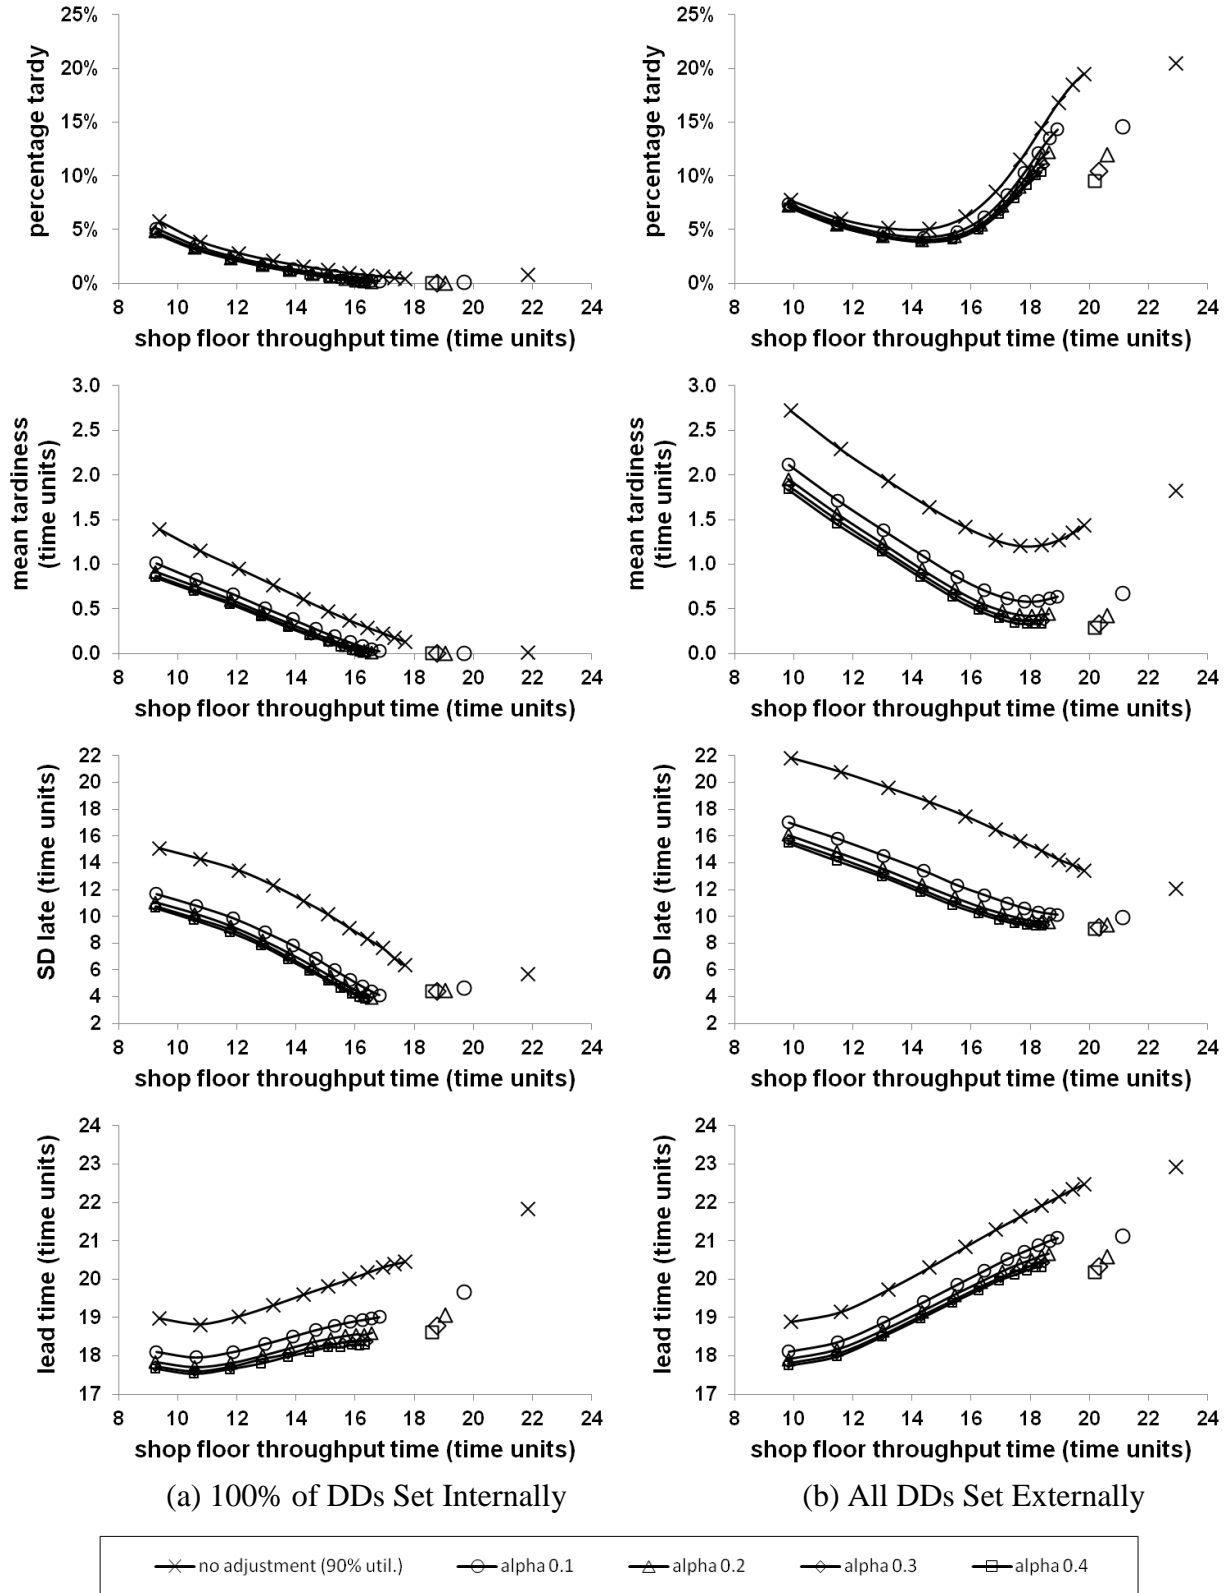 25%
20%
15%
10%
5%
0%
percentage tardy
8 10 12 14 16 18 20 22 24
shop floor throughput time (time units)
25%
20%
15%
10%
5%
0%
percentage tardy
8 10 12 14 16 18 20 22 24
shop floor throughput time (time units)
3.0
2.5
2.0
1.5
1.0
0.5
0.0
mean tardiness
(time units)
8 10 12 14 16 18 20 22 24
shop floor throughput time (time units)
3.0
2.5
2.0
1.5
1.0
0.5
0.0
mean tardiness
(time units)
8 10 12 14 16 18 20 22 24
shop floor throughput time (time units)
22
20
18
16
14
12
10
8
6
4
2
SD late (time units)
8 10 12 14 16 18 20 22 24
shop floor throughput time (time units)
22
20
18
16
14
12
10
8
6
4
2
SD late (time units)
8 10 12 14 16 18 20 22 24
shop floor throughput time (time units)
24
23
22
21
20
19
18
17
lead time (time units)
8 10 12 14 16 18 20 22 24
shop floor throughput time (time units)
24
23
22
21
20
19
18
17
lead time (time units)
8 10 12 14 16 18 20 22 24
shop floor throughput time (time units)
(a) 100% of DDs Set Internally
(b) All DDs Set Externally
no adjustment (90% util.) alpha 0.1 alpha 0.2 alpha 0.3 alpha 0.4